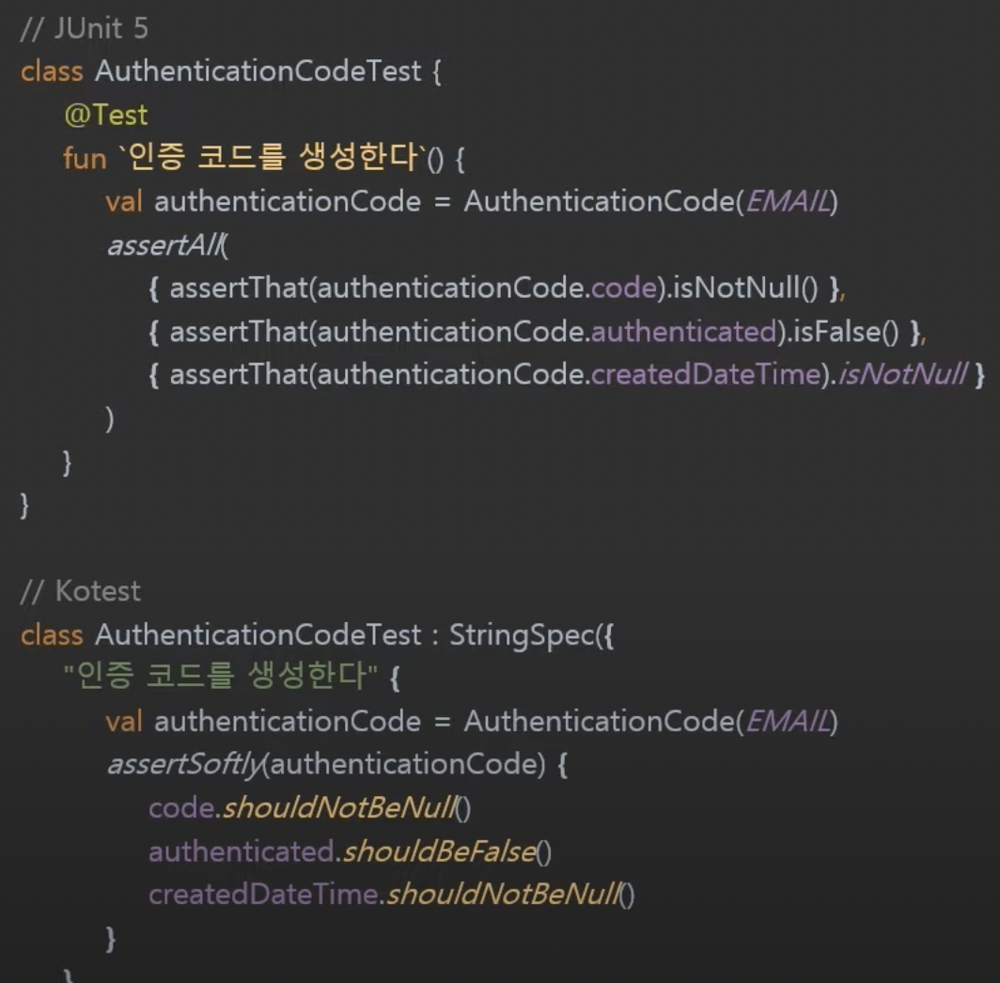 // JUnit 5
class AuthenticationCodeTest {
@Test
fun `인증 코드를 생성한다`() {
val authenticationCode = AuthenticationCode(EMAIL)
assertAll(
{ assertThat(authenticationCode.code).isNotNull() },
{ assertThat(authenticationCode.authenticated).isFalse() },
{ assertThat(authenticationCode.createdDateTime).isNotNull }
)
}
}
// Kotest
class AuthenticationCodeTest : StringSpec({
"인증 코드를 생성한다" {
val authenticationCode = AuthenticationCode(EMAIL)
assertSoftly(authenticationCode) {
code.shouldNotBeNull()
authenticated.shouldBeFalse()
createdDateTime.shouldNotBeNull()
}
}